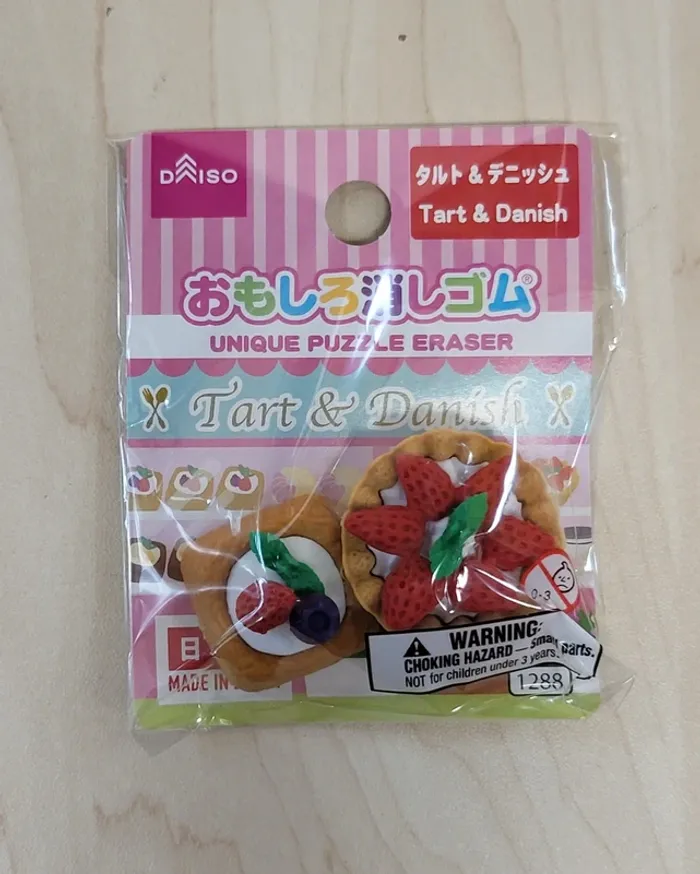 DAISO
タルト & デニッシュ
Tart & Danish
おもしろ消しゴム®
UNIQUE PUZZLE ERASER
Tart & Danish
0-3
WARNING:
CHOKING HAZARD — Small parts.
NOT for children under 3 years.
日
MADE IN
1288